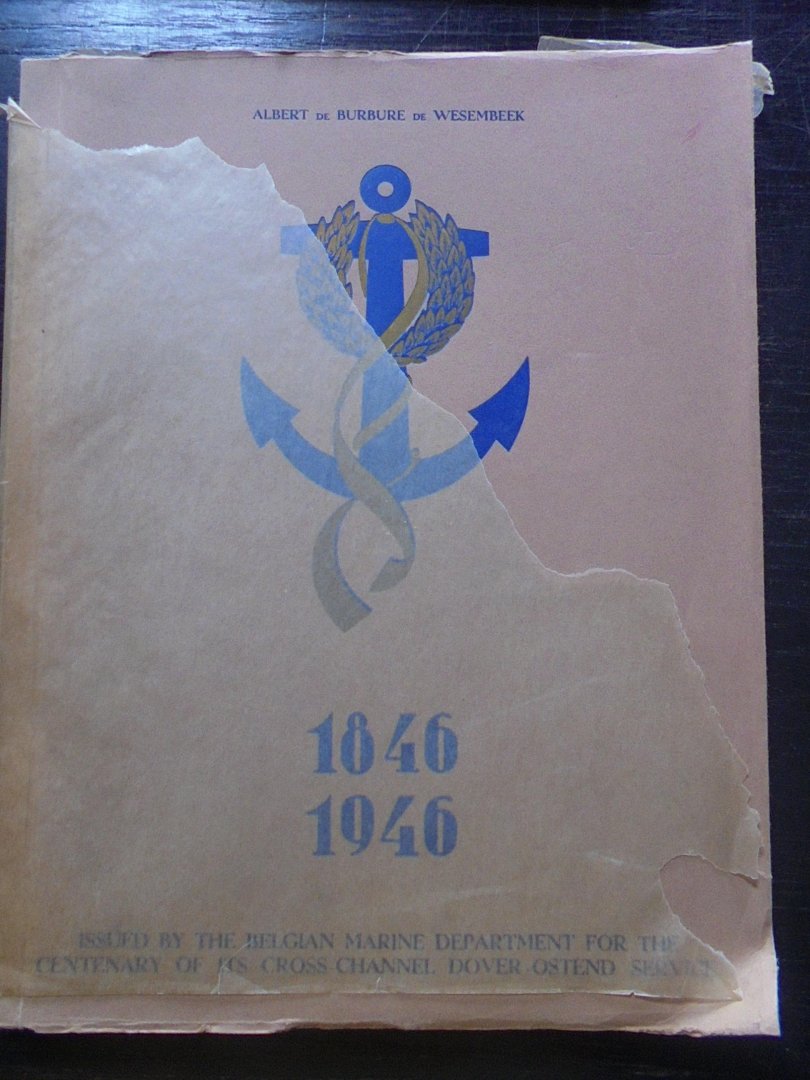 ALBERT DE BURBURE DE WESEMBEEK
1846
1946
ISSUED BY THE BELGIAN MARINE DEPARTMENT FOR THE
CENTENARY OF ITS CROSS-CHANNEL DOVER-OSTEND SERVICE